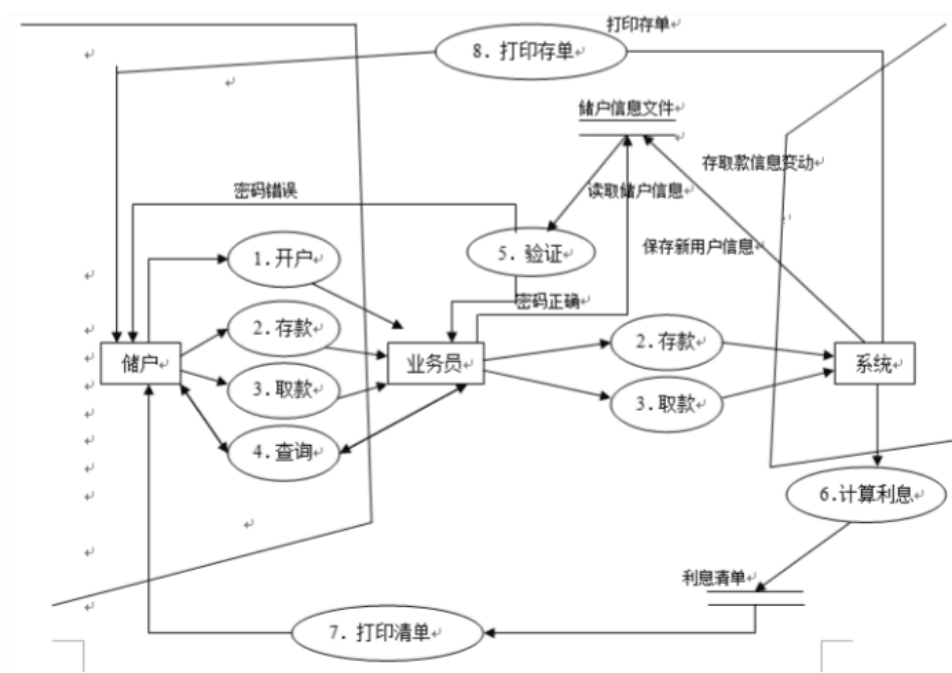 打印存单
8. 打印存单
储户信息文件
存取款信息变动
密码错误
读取储户信息
1.开户
5. 验证
保存新用户信息
密码正确
2.存款
2.存款
储户
业务员
系统
3.取款
3.取款
4.查询
6.计算利息
利息清单
7. 打印清单